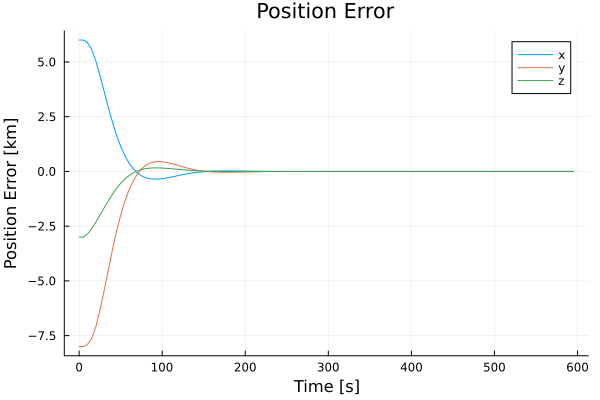 Position Error
x
y
z
5.0
2.5
0.0
−2.5
−5.0
−7.5
Position Error [km]
0 100 200 300 400 500 600
Time [s]